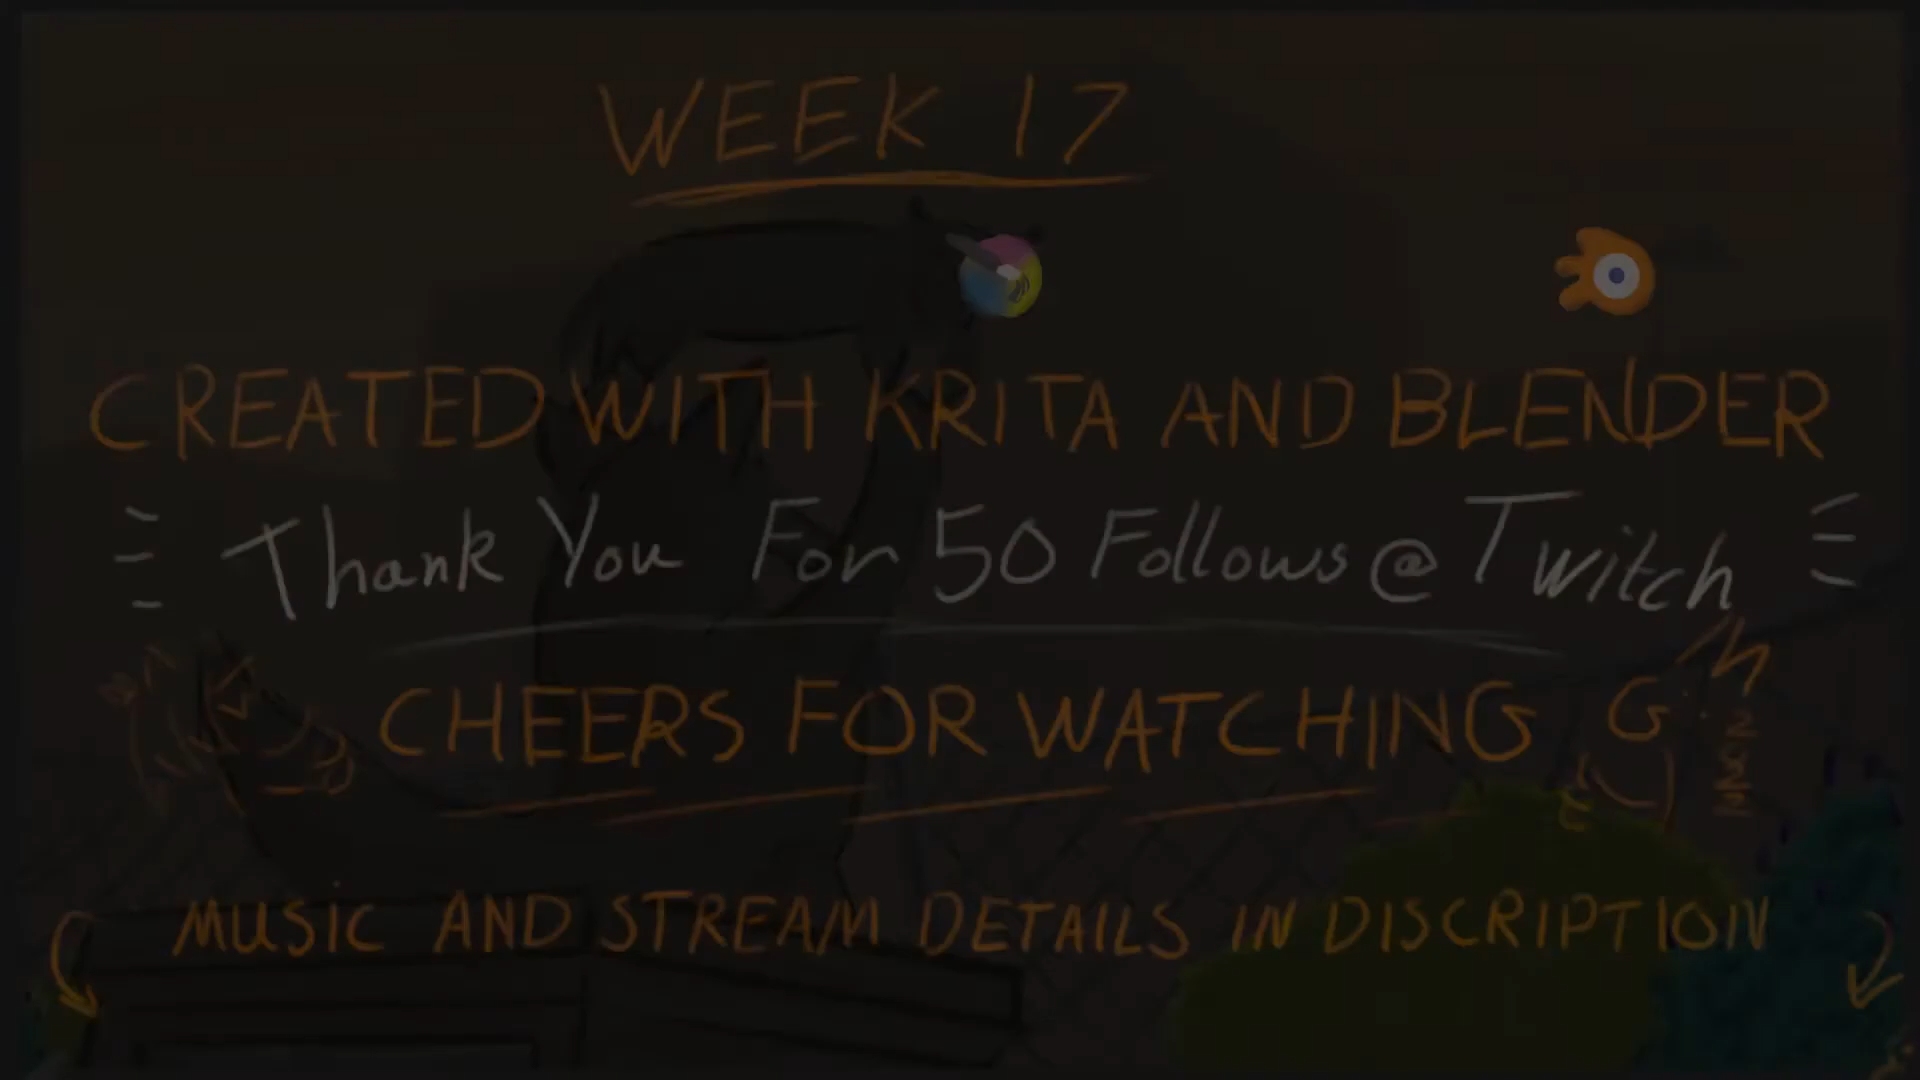 WEEK 17
CREATED WITH KRITA AND BLENDER
Thank You For 50 Follows @ Twitch
CHEERS FOR WATCHING
MUSIC AND STREAM DETAILS IN DISCRIPTION